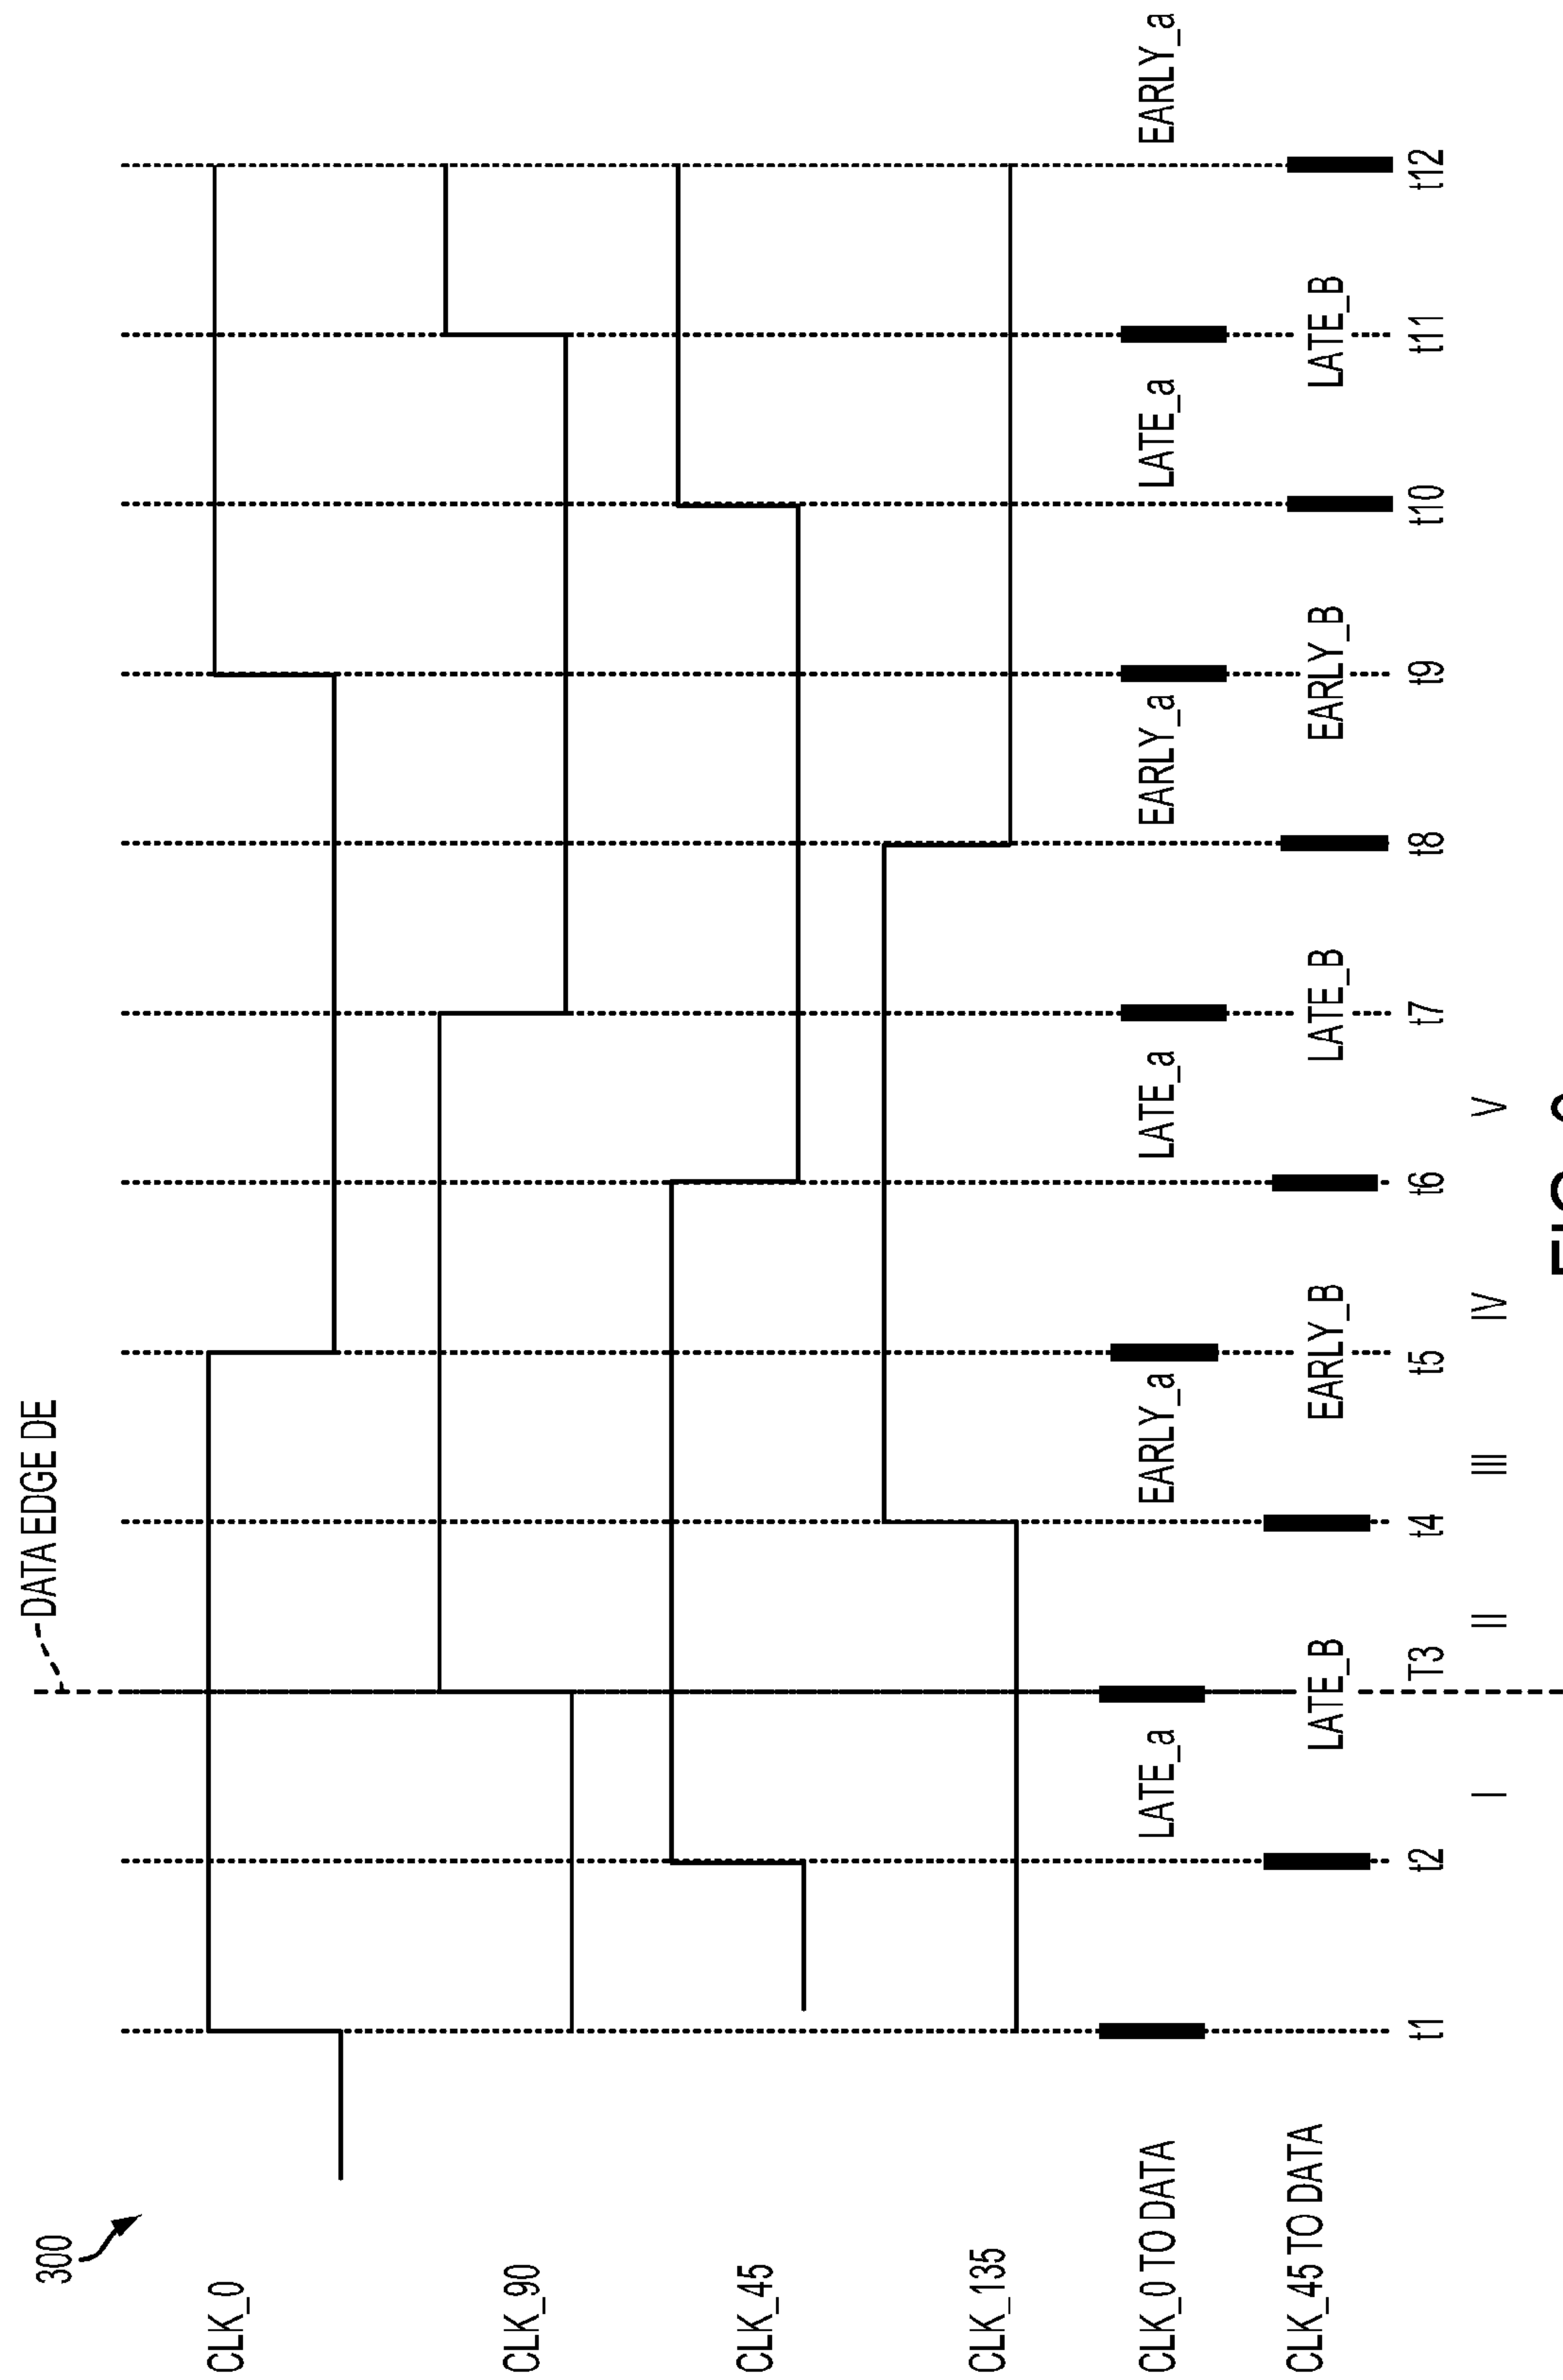 300
DATA EDGE DE
CLK_0
CLK_90
CLK_45
CLK_135
CLK_0 TO DATA LATE_a EARLY_a LATE_a EARLY_a LATE_a EARLY_a
CLK_45 TO DATA LATE_B EARLY_B LATE_B EARLY_B LATE_B
t1 t2 T3 t4 t5 t6 t7 t8 t9 t10 t11 t12
I II III IV V